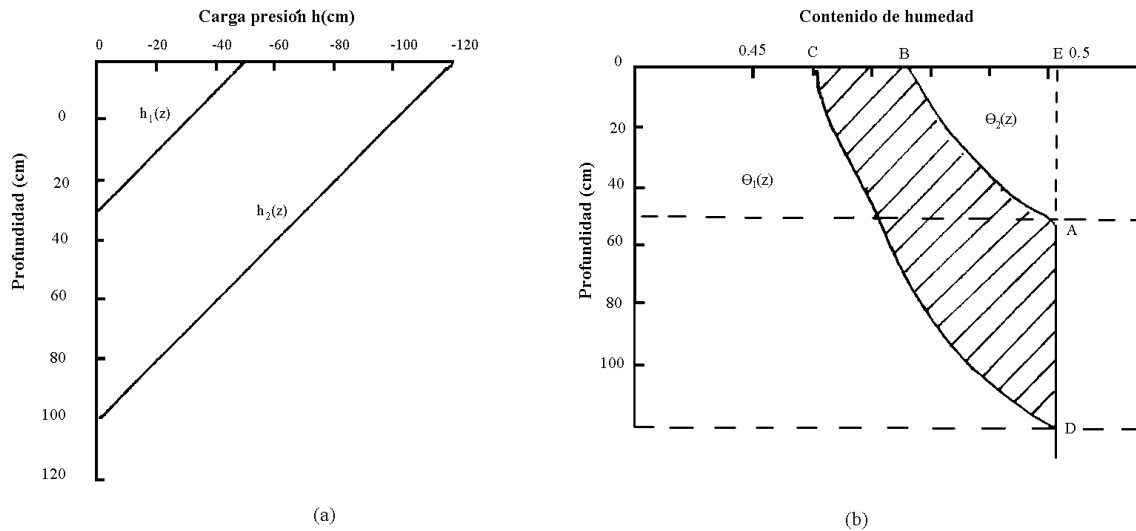 Carga presión h(cm)
0 -20 -40 -60 -80 -100 -120
h1(z)
h2(z)
Profundidad (cm)
0
20
40
60
80
100
120
(a)
Contenido de humedad
0.45 C B E 0.5
0
20
40
60
80
100
Θ2(z)
Θ1(z)
A
D
Profundidad (cm)
(b)